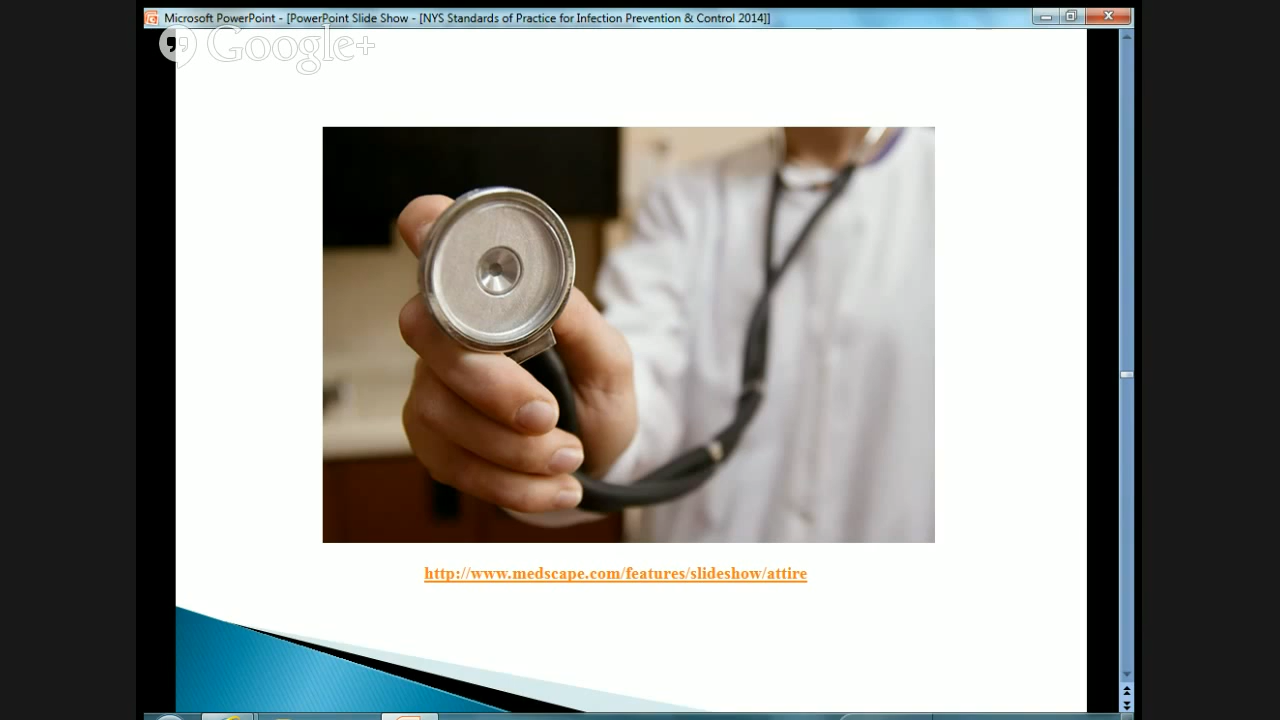 Microsoft PowerPoint - [PowerPoint Slide Show - [NYS Standards of Practice for Infection Prevention & Control 2014]]
Google+
http://www.medscape.com/features/slideshow/attire